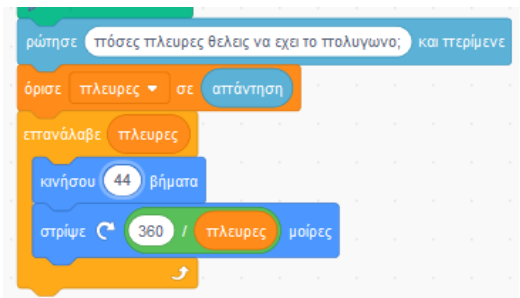 ρώτησε πόσες πλευρες θελεις να εχει το πολυγωνο; και περίμενε
όρισε πλευρες σε απάντηση
επανάλαβε πλευρες
κινήσου 44 βήματα
στρίψε 360 / πλευρες μοίρες